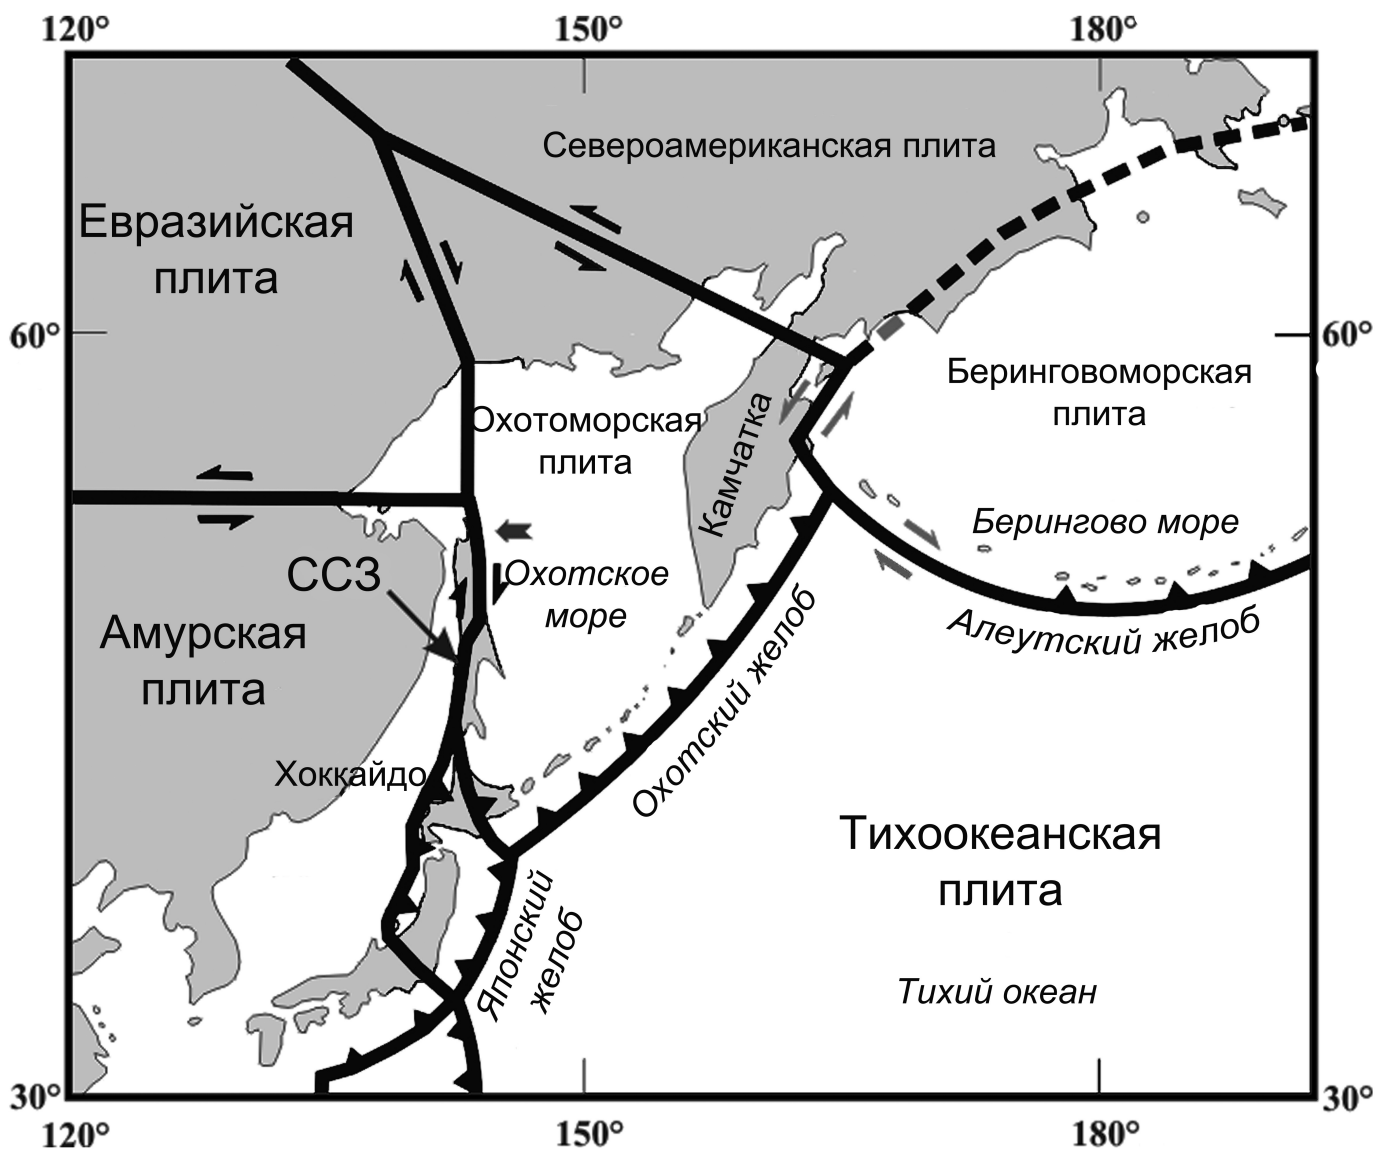 120° 150° 180°
Североамериканская плита
Евразийская
плита
60° 60°
Беринговоморская
плита
Охотоморская
плита
Камчатка
Берингово море
ССЗ
Охотское
море
Алеутский желоб
Амурская
плита
Охотский желоб
Хоккайдо
Тихоокеанская
плита
Японский
желоб
Тихий океан
30° 30°
120° 150° 180°